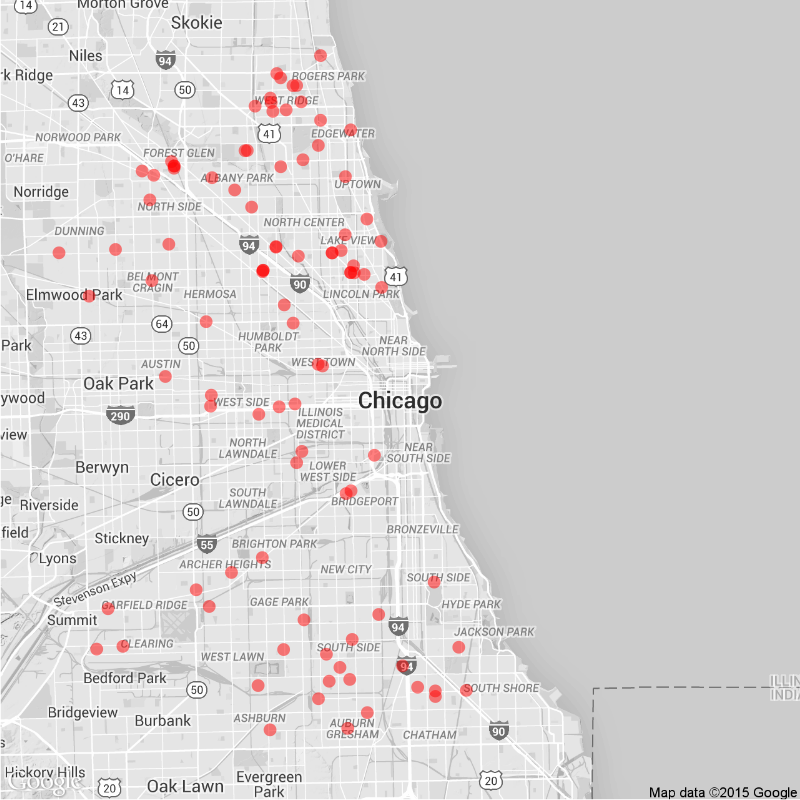 14
Morton Grove
21
Skokie
Niles
94
rk Ridge
14
50
ROGERS PARK
43
WEST RIDGE
NORWOOD PARK
41
EDGEWATER
O'HARE
FOREST GLEN
Norridge
ALBANY PARK
UPTOWN
NORTH SIDE
NORTH CENTER
DUNNING
94
LAKE VIEW
41
BELMONT
CRAGIN
90
Elmwood Park
HERMOSA
LINCOLN PARK
64
43
HUMBOLDT
PARK
NEAR
NORTH SIDE
Park
50
AUSTIN
WEST TOWN
Oak Park
ywood
WEST SIDE
Chicago
290
ILLINOIS
MEDICAL
DISTRICT
view
NORTH
LAWNDALE
NEAR
SOUTH SIDE
Berwyn
LOWER
WEST SIDE
Cicero
SOUTH
LAWNDALE
ge
Riverside
50
BRIDGEPORT
field
Stickney
BRONZEVILLE
55
BRIGHTON PARK
Lyons
ARCHER HEIGHTS
NEW CITY
SOUTH SIDE
Stevenson Expy
GARFIELD RIDGE
GAGE PARK
HYDE PARK
Summit
94
JACKSON PARK
CLEARING
SOUTH SIDE
WEST LAWN
94
Bedford Park
50
SOUTH SHORE
ILLIN
INDIA
Bridgeview
Burbank
ASHBURN
AUBURN
GRESHAM
CHATHAM
90
Hickory Hills
Google
20
Oak Lawn
Evergreen
Park
20
Map data ©2015 Google